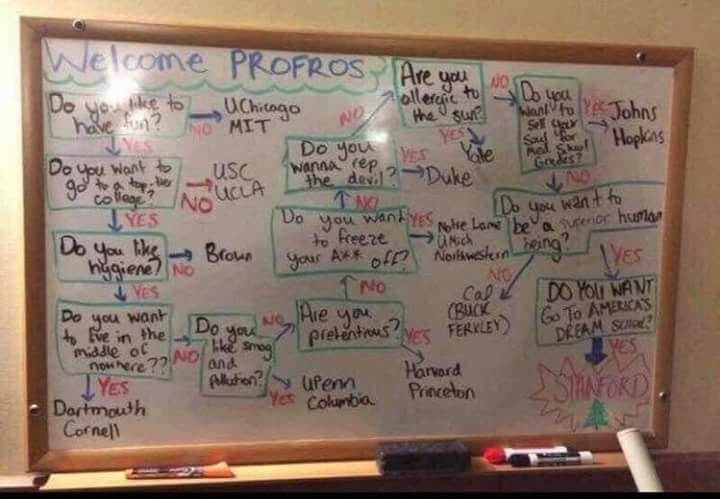 Welcome PROFROS
Do you like to
have fun?
NO
UChicago
MIT
YES
Do you want to
go to a top tier
college?
NO
USC
UCLA
YES
Do you like
hygiene?
NO
Brown
YES
Do you want
to live in the
middle of
nowhere??
YES
Dartmouth
Cornell
NO
Do you
like smog
and
Pollution?
YES
UPenn
Columbia
NO
Are you
pretentious?
YES
Harvard
Princeton
NO
Do you want
to freeze
your A** off?
YES
Notre Lame
UMich
Northwestern
NO
Do you
wanna rep
the devil?
YES
Duke
NO
Are you
allergic to
the sun?
YES
Yale
NO
Do you
want to
sell your
soul for
med school
Grades?
YES
Johns
Hopkins
NO
Do you want to
be a superior human
being?
NO
Cal
(BUCK
FERKLEY)
YES
DO YOU WANT
Go To AMERICA'S
DREAM SCHOOL?
YES
STANFORD